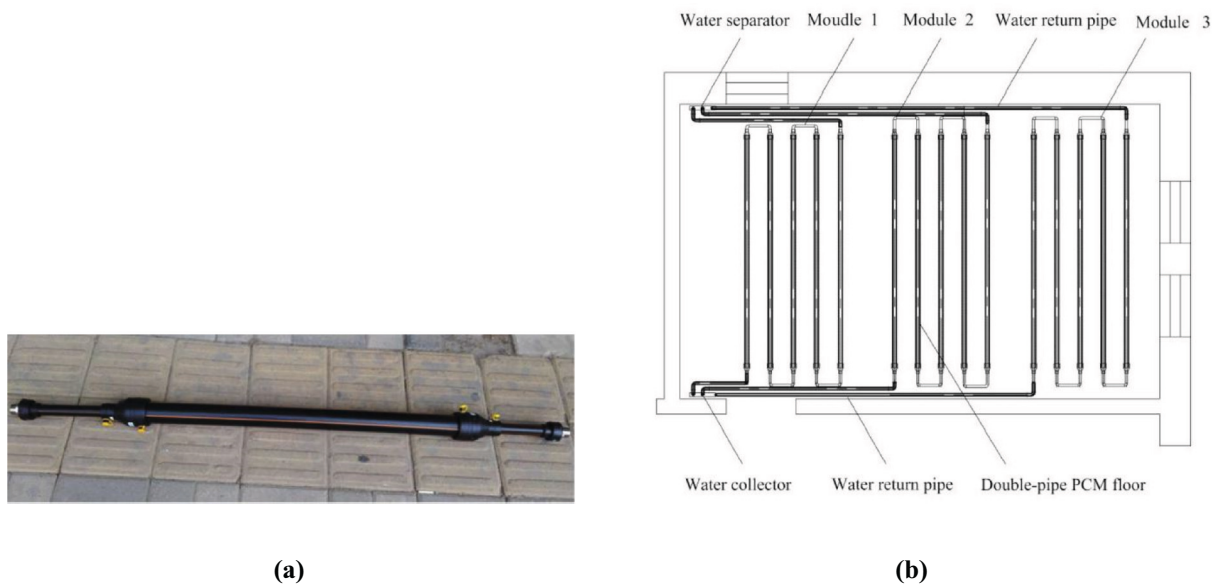 Water separator
Moudle 1
Module 2
Water return pipe
Module 3
Water collector
Water return pipe
Double-pipe PCM floor
(a)
(b)